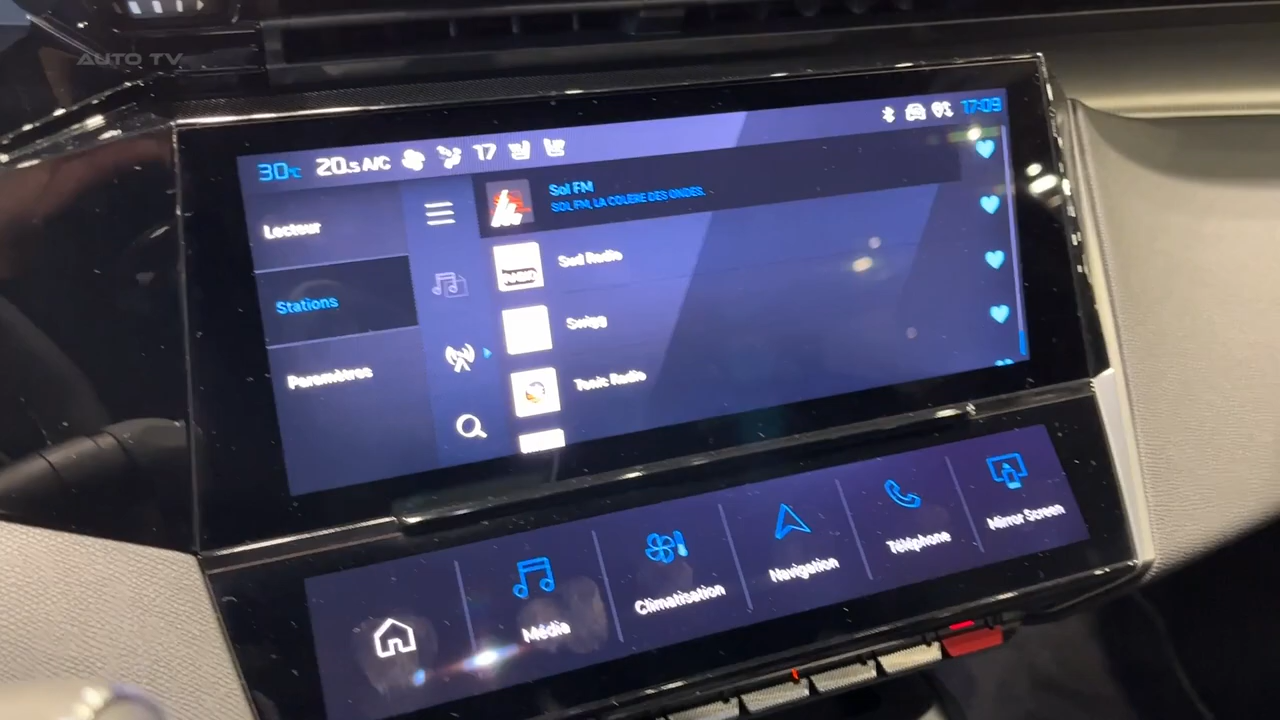 AUTO TV
30°C 20.5 A/C 17 17:09
Lecteur
Stations
Paramètres
Sol FM
SOL FM, LA COLERE DES ONDES.
Sud Radio
Swigg
Tonic Radio
Média
Climatisation
Navigation
Téléphone
Mirror Screen